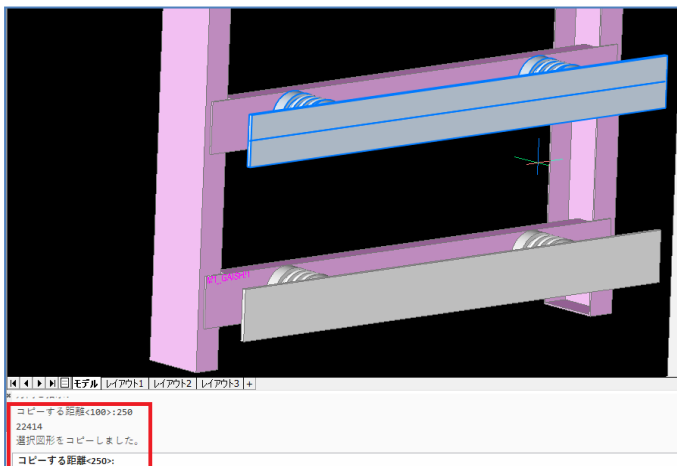 モデル レイアウト1 レイアウト2 レイアウト3 +
コピーする距離<100>:250
22414
選択図形をコピーしました。
コピーする距離<250>: